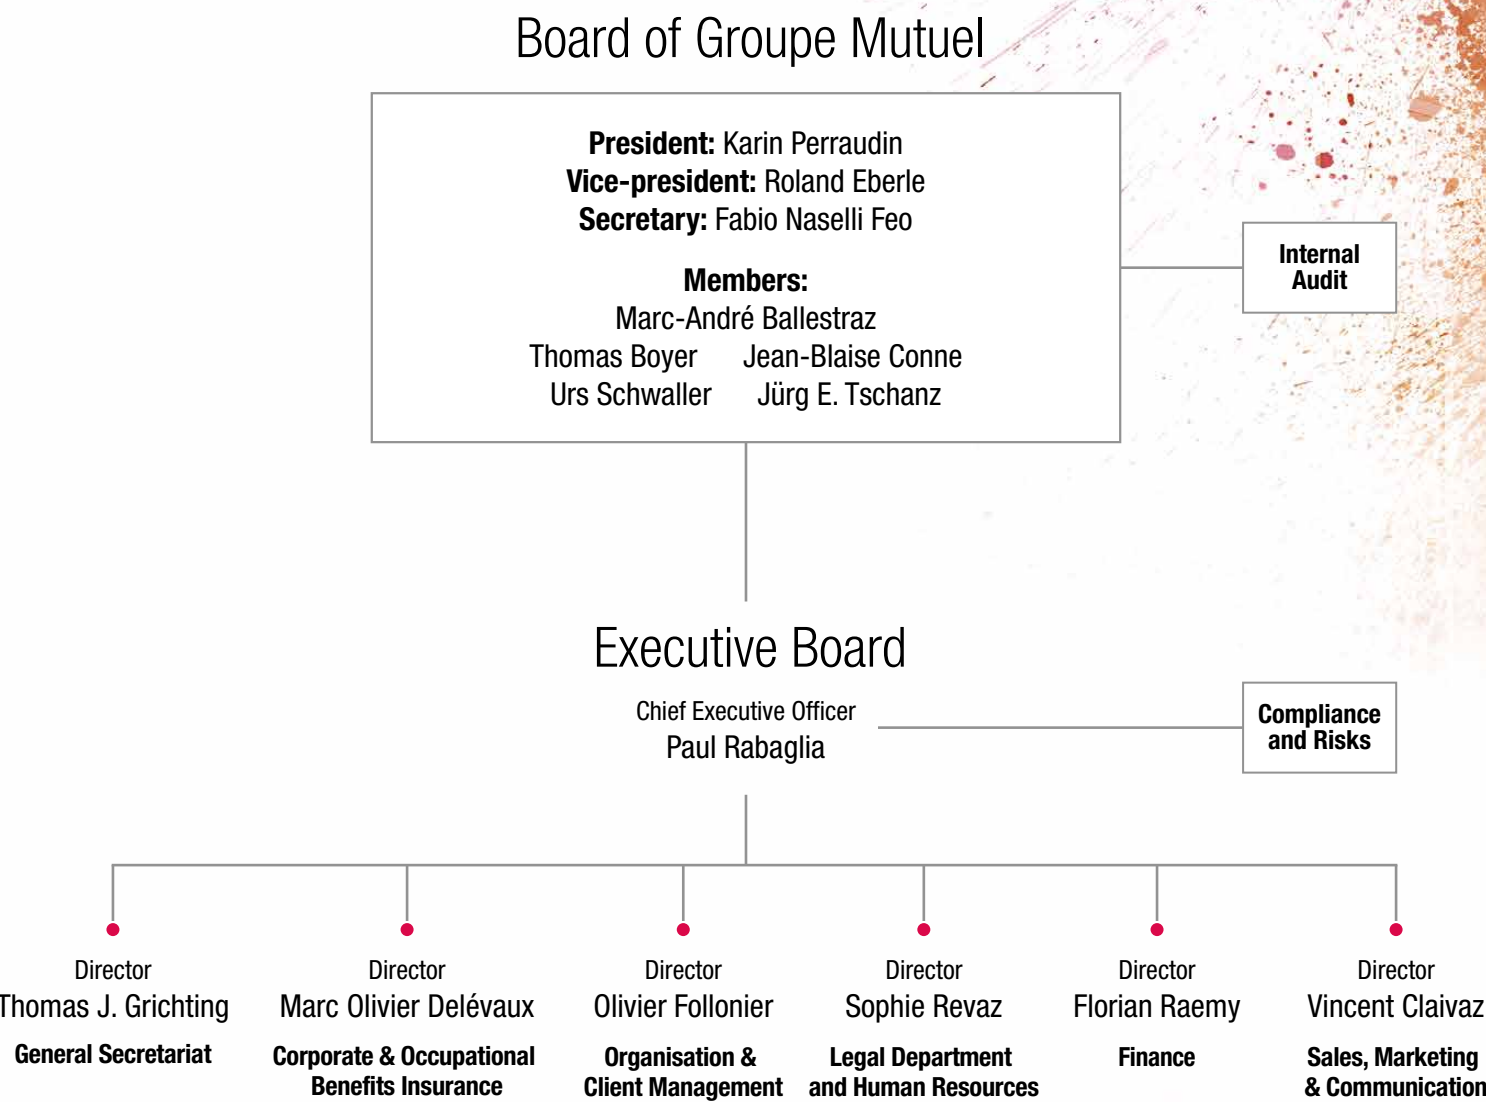 Board of Groupe Mutuel
President: Karin Perraudin
Vice-president: Roland Eberle
Secretary: Fabio Naselli Feo
Members:
Marc-André Ballestraz
Thomas Boyer Jean-Blaise Conne
Urs Schwaller Jürg E. Tschanz
Internal
Audit
Executive Board
Chief Executive Officer
Paul Rabaglia
Compliance
and Risks
Director
Thomas J. Grichting
General Secretariat
Director
Marc Olivier Delévaux
Corporate & Occupational
Benefits Insurance
Director
Olivier Follonier
Organisation &
Client Management
Director
Sophie Revaz
Legal Department
and Human Resources
Director
Florian Raemy
Finance
Director
Vincent Claivaz
Sales, Marketing
& Communication